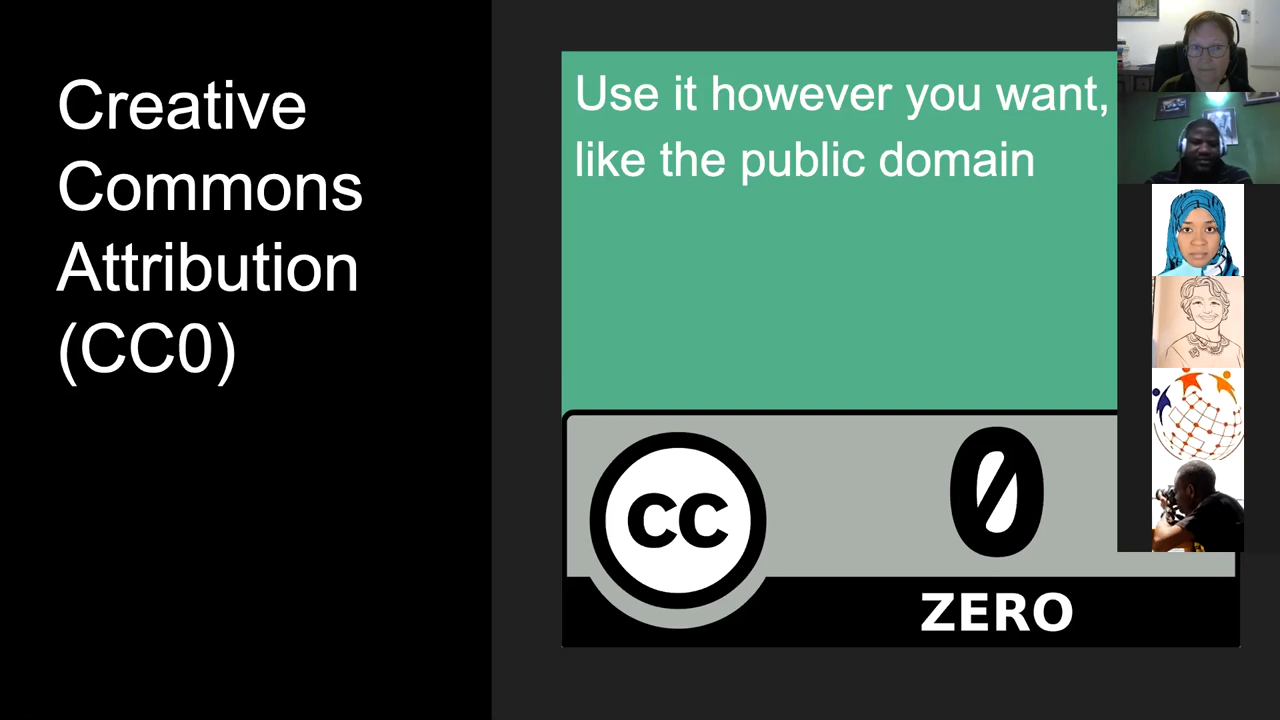 Creative
Commons
Attribution
(CC0)
Use it however you want,
like the public domain
cc
0
ZERO